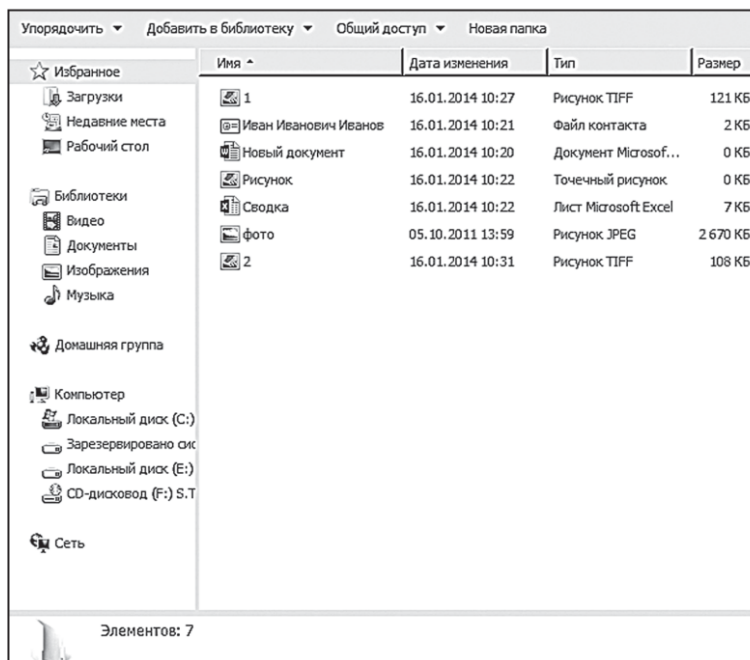 Упорядочить Добавить в библиотеку Общий доступ Новая папка
Избранное
Загрузки
Недавние места
Рабочий стол
Библиотеки
Видео
Документы
Изображения
Музыка
Домашняя группа
Компьютер
Локальный диск (C:)
Зарезервировано сис
Локальный диск (E:)
CD-дисковод (F:) S.T
Сеть
Имя Дата изменения Тип Размер
1 16.01.2014 10:27 Рисунок TIFF 121 КБ
Иван Иванович Иванов 16.01.2014 10:21 Файл контакта 2 КБ
Новый документ 16.01.2014 10:20 Документ Microsof... 0 КБ
Рисунок 16.01.2014 10:22 Точечный рисунок 0 КБ
Сводка 16.01.2014 10:22 Лист Microsoft Excel 7 КБ
фото 05.10.2011 13:59 Рисунок JPEG 2 670 КБ
2 16.01.2014 10:31 Рисунок TIFF 108 КБ
Элементов: 7